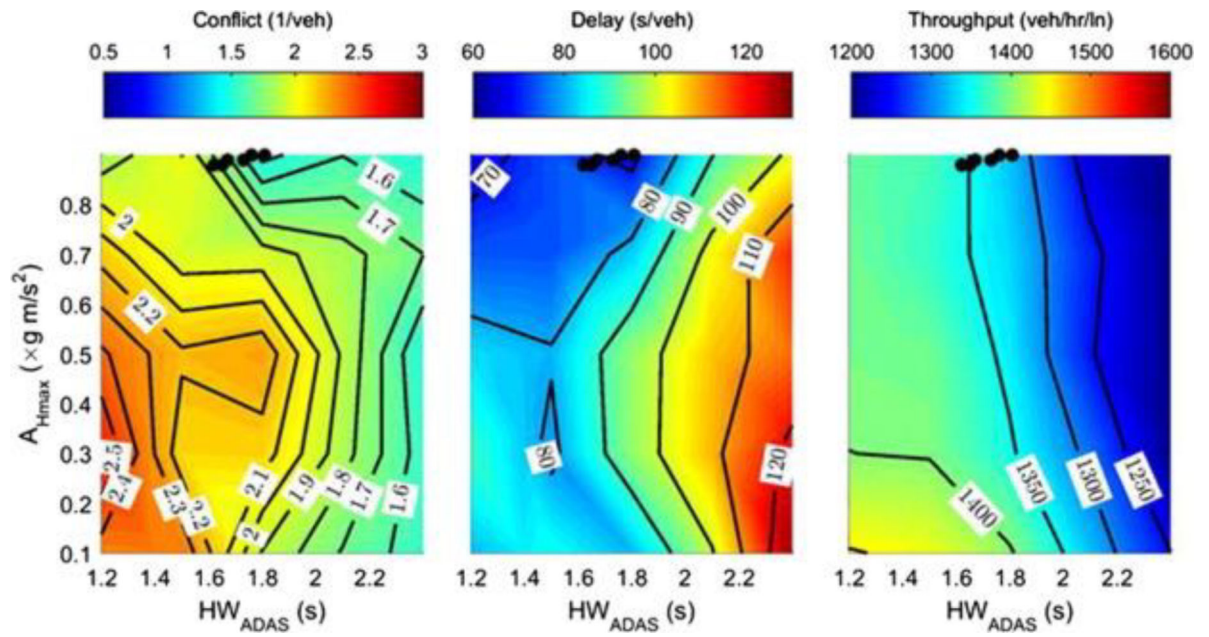 Conflict (1/veh)
0.5 1 1.5 2 2.5 3
Delay (s/veh)
60 80 100 120
Throughput (veh/hr/ln)
1200 1300 1400 1500 1600
A_Hmax (×g m/s²)
0.8
0.7
0.6
0.5
0.4
0.3
0.2
0.1
1.6
1.7
2
2.2
2.5
2.4
2.3
2.2
2.1
2
1.9
1.8
1.7
1.6
1.2 1.4 1.6 1.8 2 2.2
HW_ADAS (s)
70
80
90
100
110
80
120
1.2 1.4 1.6 1.8 2 2.2
HW_ADAS (s)
1400
1350
1300
1250
1.2 1.4 1.6 1.8 2 2.2
HW_ADAS (s)